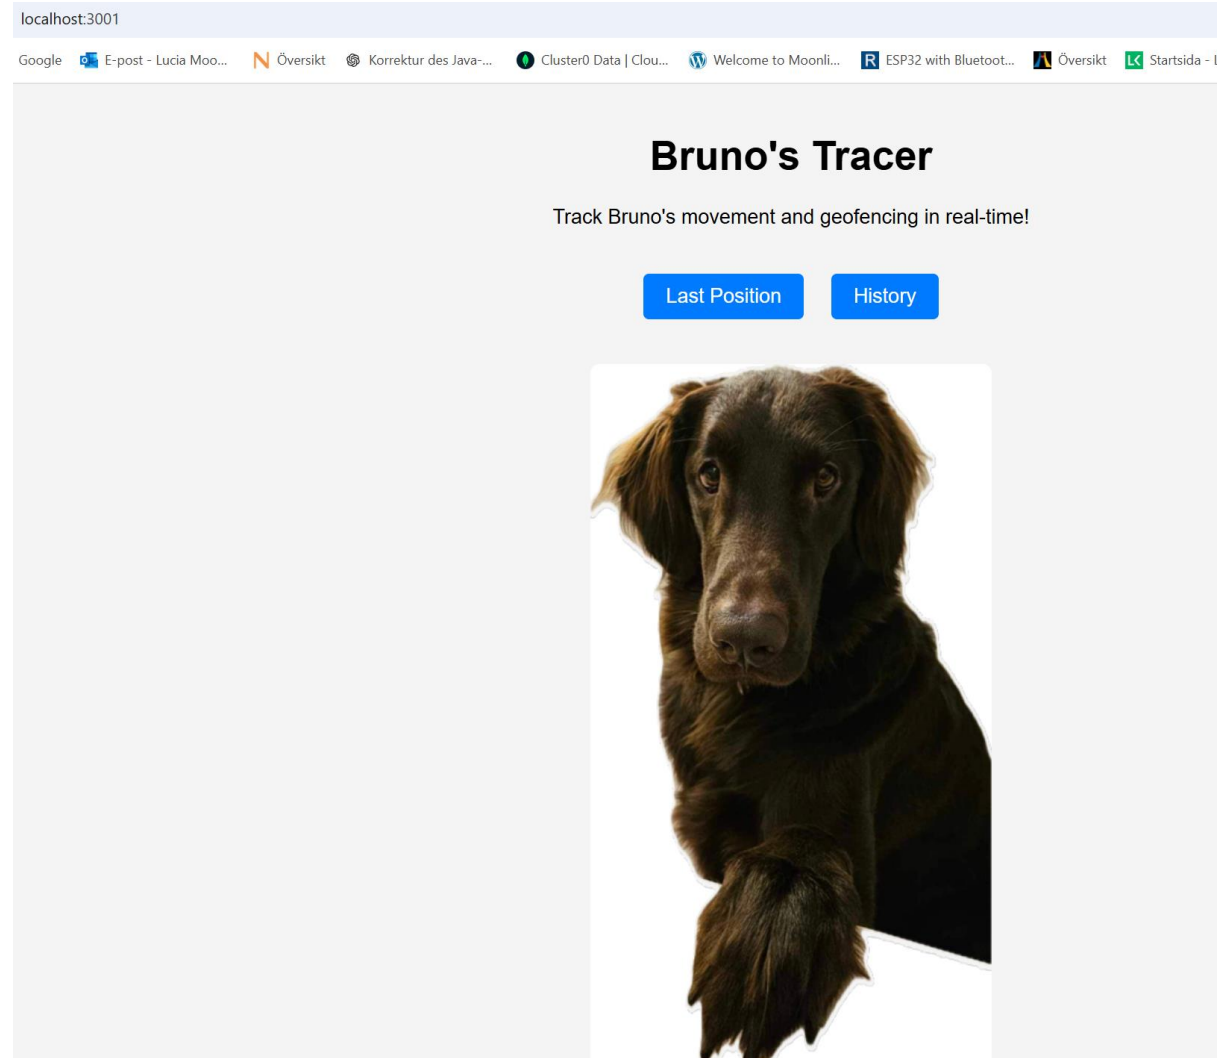 localhost:3001
Google E-post - Lucia Moo... Översikt Korrektur des Java-... Cluster0 Data | Clou... Welcome to Moonli... ESP32 with Bluetoot... Översikt Startsida - L
Bruno's Tracer
Track Bruno's movement and geofencing in real-time!
Last Position History